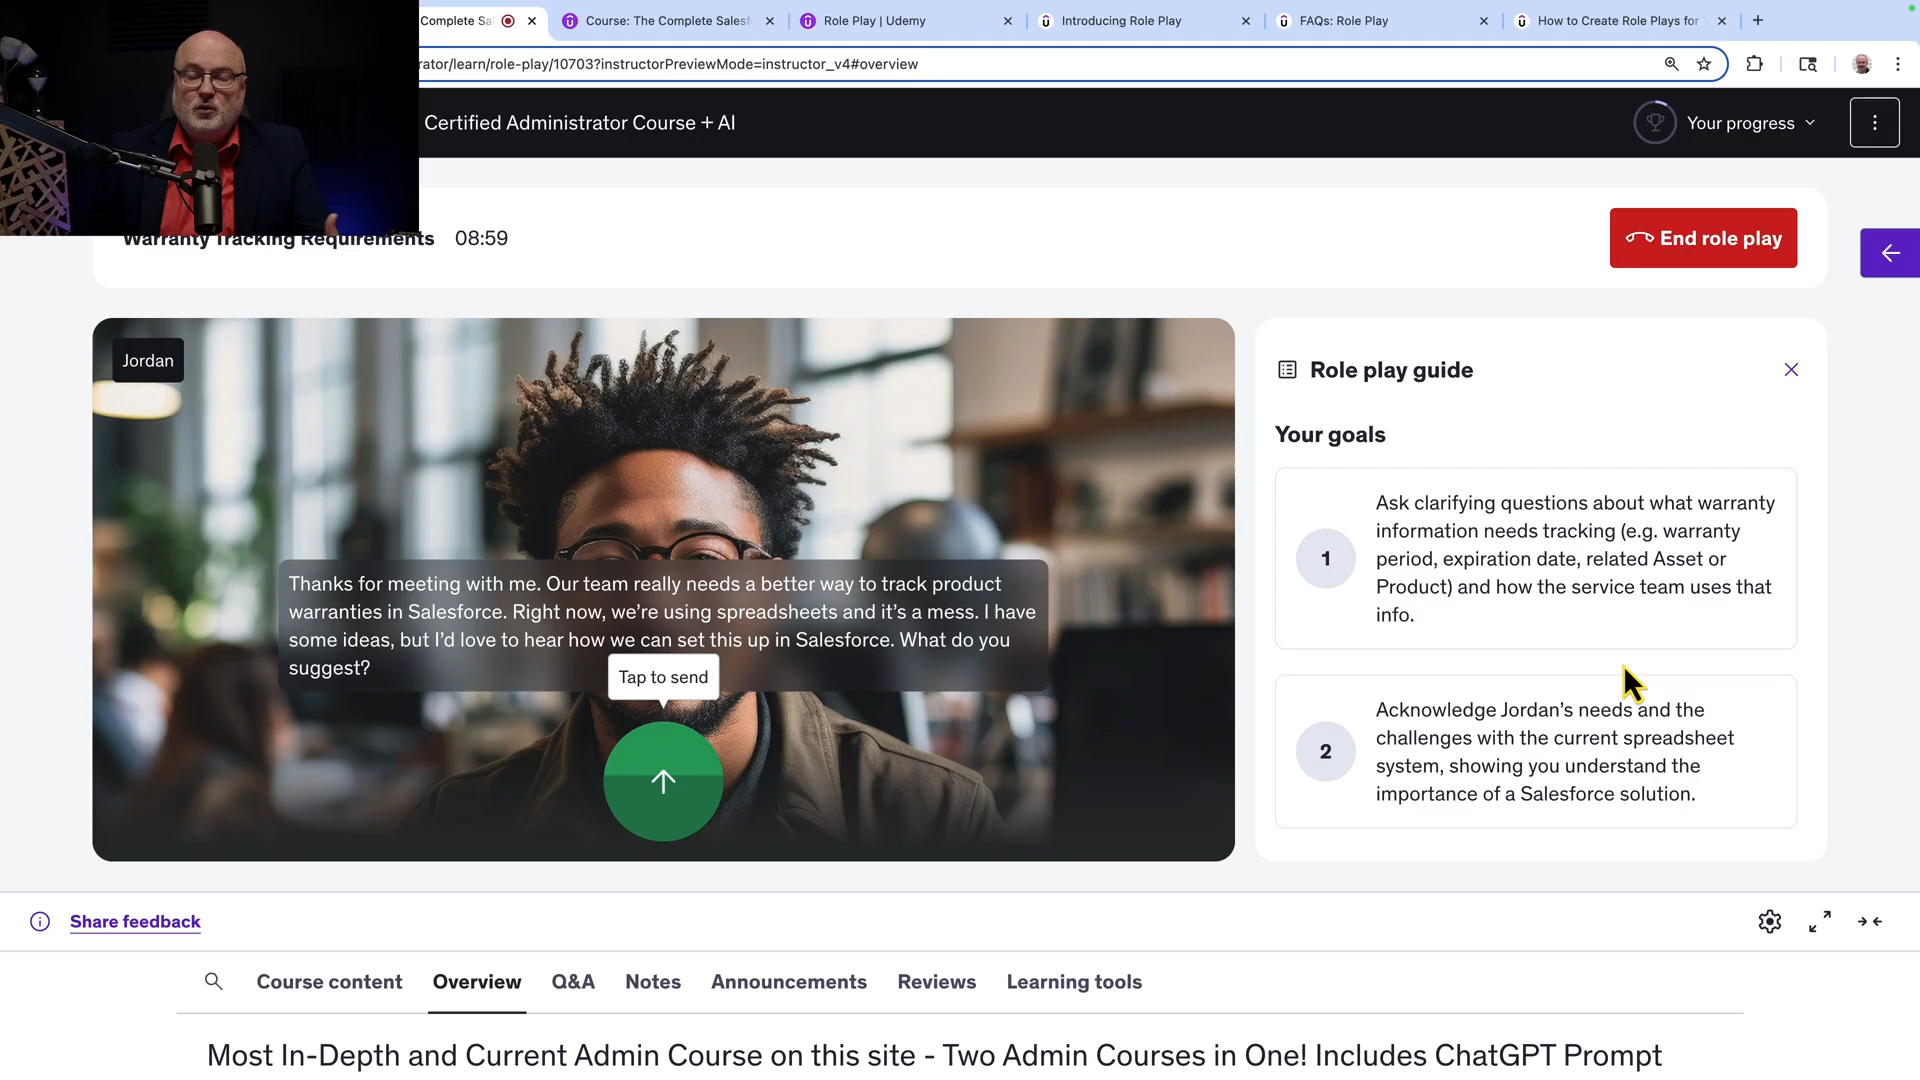 Complete Sa
Course: The Complete Salesf
Role Play | Udemy
Introducing Role Play
FAQs: Role Play
How to Create Role Plays for
rator/learn/role-play/10703?instructorPreviewMode=instructor_v4#overview
Certified Administrator Course + AI
Your progress
Warranty Tracking Requirements 08:59
End role play
Jordan
Thanks for meeting with me. Our team really needs a better way to track product
warranties in Salesforce. Right now, we're using spreadsheets and it's a mess. I have
some ideas, but I'd love to hear how we can set this up in Salesforce. What do you
suggest?
Tap to send
Role play guide
Your goals
1
Ask clarifying questions about what warranty
information needs tracking (e.g. warranty
period, expiration date, related Asset or
Product) and how the service team uses that
info.
2
Acknowledge Jordan's needs and the
challenges with the current spreadsheet
system, showing you understand the
importance of a Salesforce solution.
Share feedback
Course content Overview Q&A Notes Announcements Reviews Learning tools
Most In-Depth and Current Admin Course on this site - Two Admin Courses in One! Includes ChatGPT Prompt